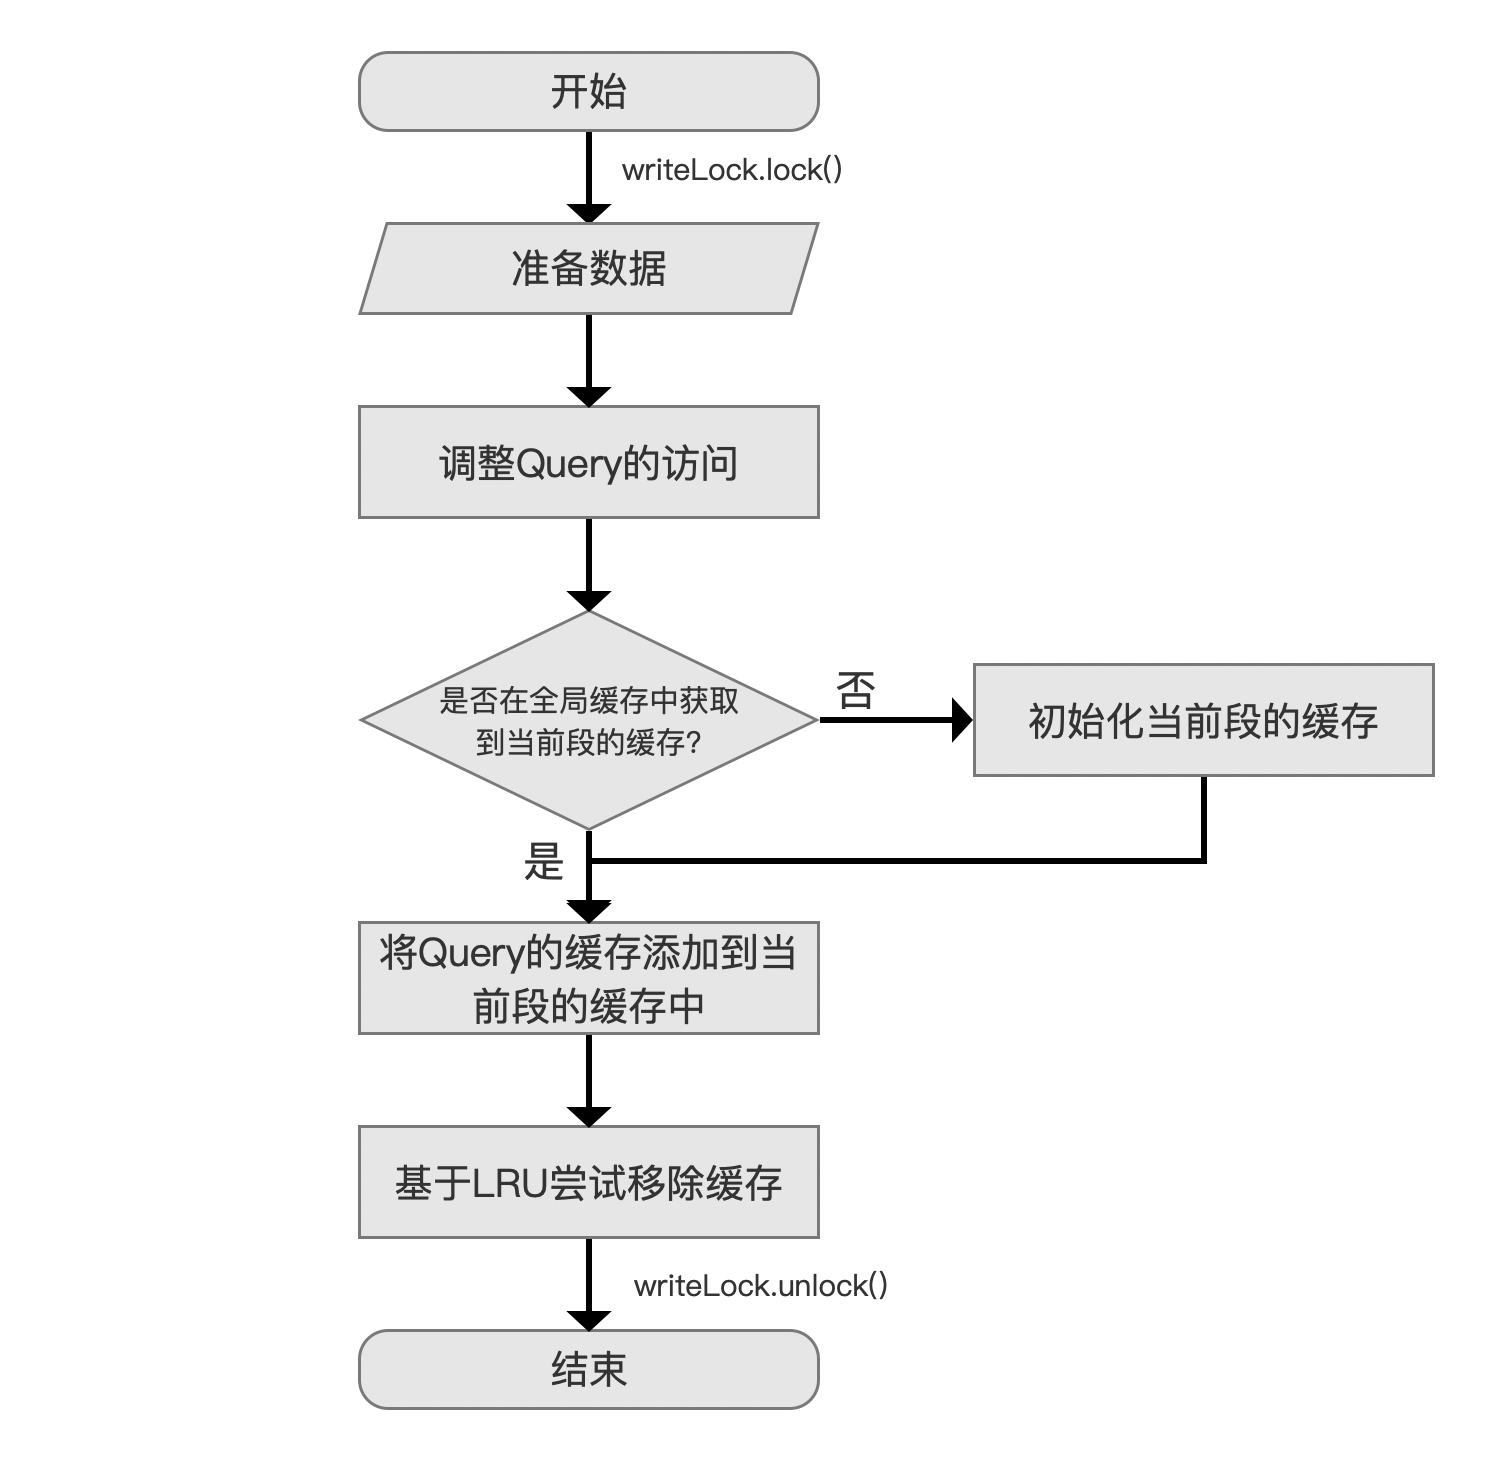 开始
writeLock.lock()
准备数据
调整Query的访问
是否在全局缓存中获取
到当前段的缓存?
否
初始化当前段的缓存
是
将Query的缓存添加到当
前段的缓存中
基于LRU尝试移除缓存
writeLock.unlock()
结束